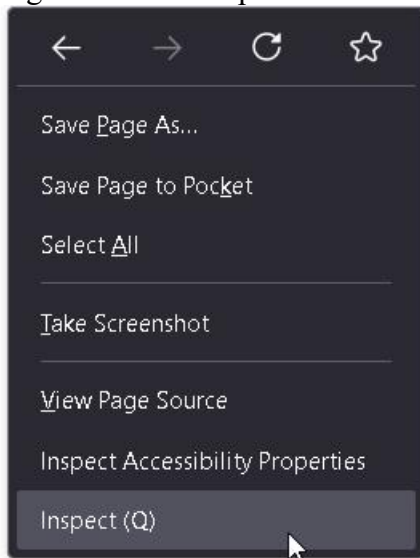 Save Page As...
Save Page to Pocket
Select All
Take Screenshot
View Page Source
Inspect Accessibility Properties
Inspect (Q)